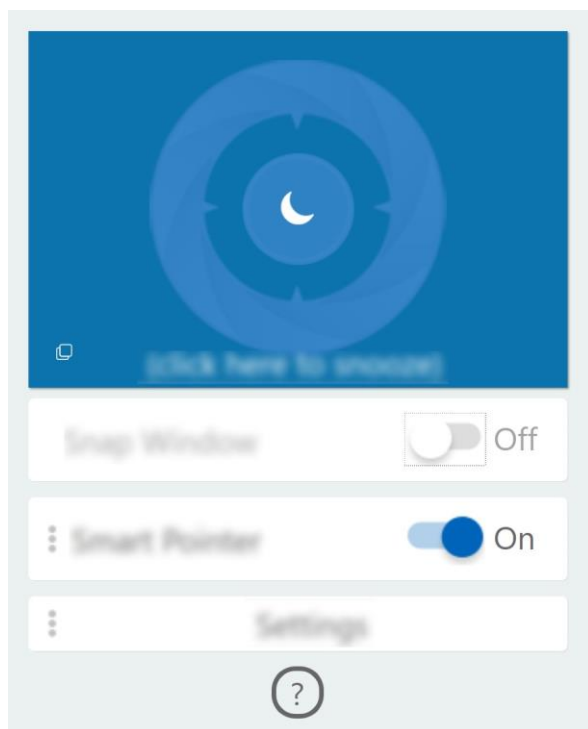 (click here to snooze)
Snap Window Off
Smart Pointer On
Settings
?